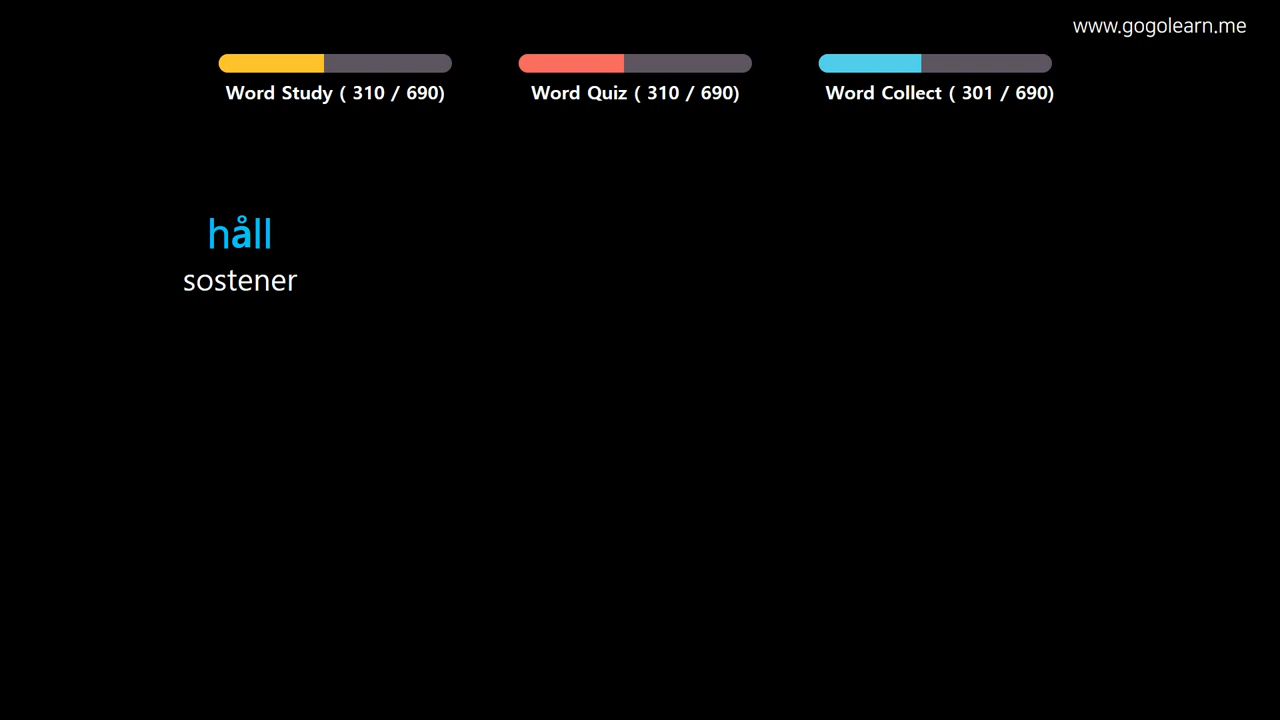 www.gogolearn.me
Word Study ( 310 / 690)
Word Quiz ( 310 / 690)
Word Collect ( 301 / 690)
håll
sostener